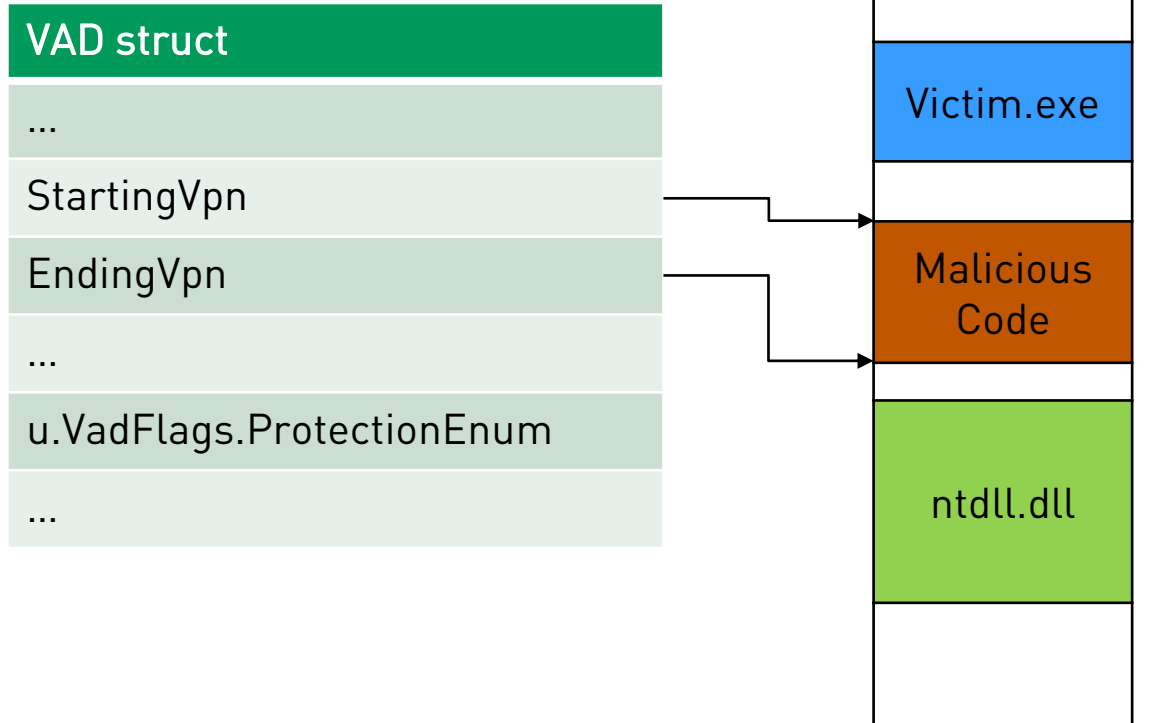 VAD struct
...
StartingVpn
EndingVpn
...
u.VadFlags.ProtectionEnum
...
Victim.exe
Malicious
Code
ntdll.dll